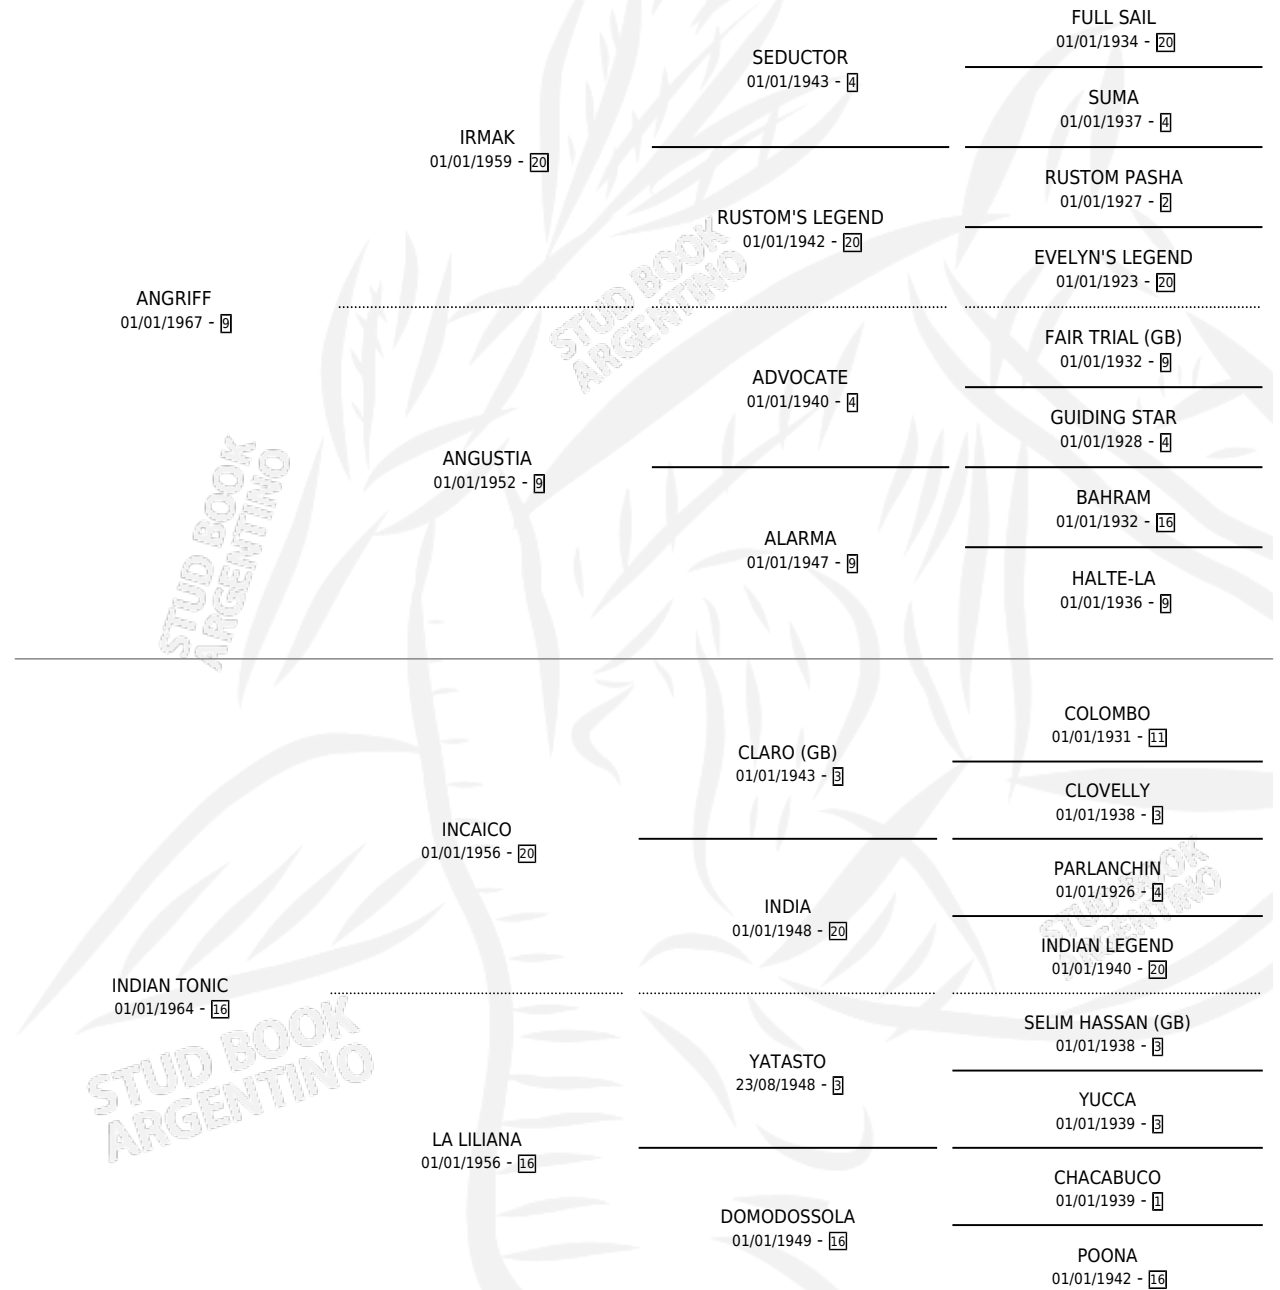 FULL SAIL
01/01/1934 - 20
SEDUCTOR
01/01/1943 - 4
SUMA
01/01/1937 - 4
IRMAK
01/01/1959 - 20
RUSTOM PASHA
01/01/1927 - 2
RUSTOM'S LEGEND
01/01/1942 - 20
EVELYN'S LEGEND
01/01/1923 - 20
ANGRIFF
01/01/1967 - 9
FAIR TRIAL (GB)
01/01/1932 - 9
ADVOCATE
01/01/1940 - 4
GUIDING STAR
01/01/1928 - 4
ANGUSTIA
01/01/1952 - 9
BAHRAM
01/01/1932 - 16
ALARMA
01/01/1947 - 9
HALTE-LA
01/01/1936 - 9
STUD BOOK
ARGENTINO
STUD BOOK
ARGENTINO
COLOMBO
01/01/1931 - 11
CLARO (GB)
01/01/1943 - 3
CLOVELLY
01/01/1938 - 3
INCAICO
01/01/1956 - 20
PARLANCHIN
01/01/1926 - 4
INDIA
01/01/1948 - 20
INDIAN LEGEND
01/01/1940 - 20
INDIAN TONIC
01/01/1964 - 16
SELIM HASSAN (GB)
01/01/1938 - 3
YATASTO
23/08/1948 - 3
YUCCA
01/01/1939 - 3
LA LILIANA
01/01/1956 - 16
CHACABUCO
01/01/1939 - 1
DOMODOSSOLA
01/01/1949 - 16
POONA
01/01/1942 - 16
STUD BOOK
ARGENTINO
STUD BOOK
ARGENTINO